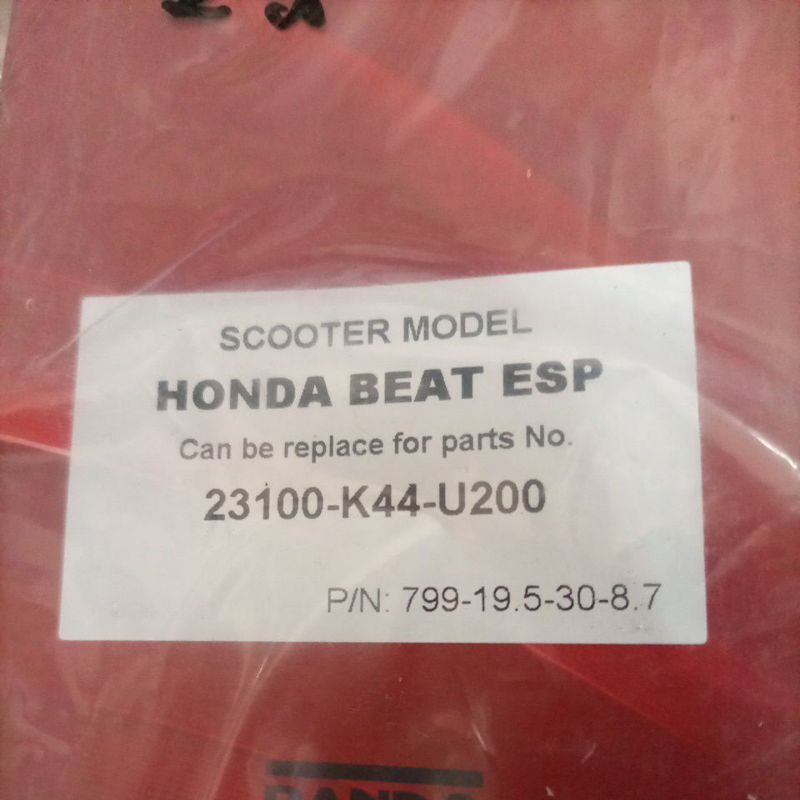 SCOOTER MODEL
HONDA BEAT ESP
Can be replace for parts No.
23100-K44-U200
P/N: 799-19.5-30-8.7